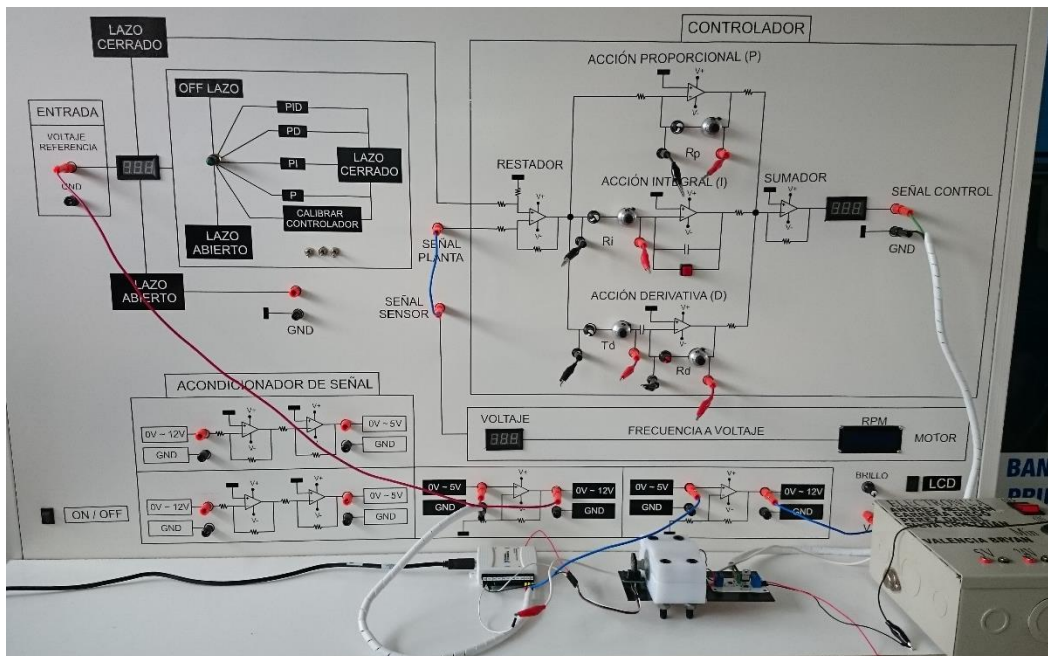 LAZO
CERRADO
CONTROLADOR
ACCIÓN PROPORCIONAL (P)
V+
V-
Rp
OFF LAZO
PID
PD
PI
P
LAZO
CERRADO
CALIBRAR
CONTROLADOR
LAZO
ABIERTO
ENTRADA
VOLTAJE
REFERENCIA
GND
RESTADOR
V+
V-
ACCIÓN INTEGRAL (I)
V+
V-
Ri
SUMADOR
V+
V-
SEÑAL CONTROL
GND
SEÑAL
PLANTA
LAZO
ABIERTO
GND
SEÑAL
SENSOR
ACCIÓN DERIVATIVA (D)
V+
V-
Td
Rd
ACONDICIONADOR DE SEÑAL
VOLTAJE
FRECUENCIA A VOLTAJE
RPM
MOTOR
0V ~ 12V
GND
V+
V-
0V ~ 5V
GND
0V ~ 12V
GND
0V ~ 5V
GND
0V ~ 5V
GND
V+
V-
0V ~ 12V
GND
0V ~ 5V
GND
V+
V-
0V ~ 12V
GND
BRILLO
LCD
ON / OFF
BAN
VALENCIA BRYAN
5V